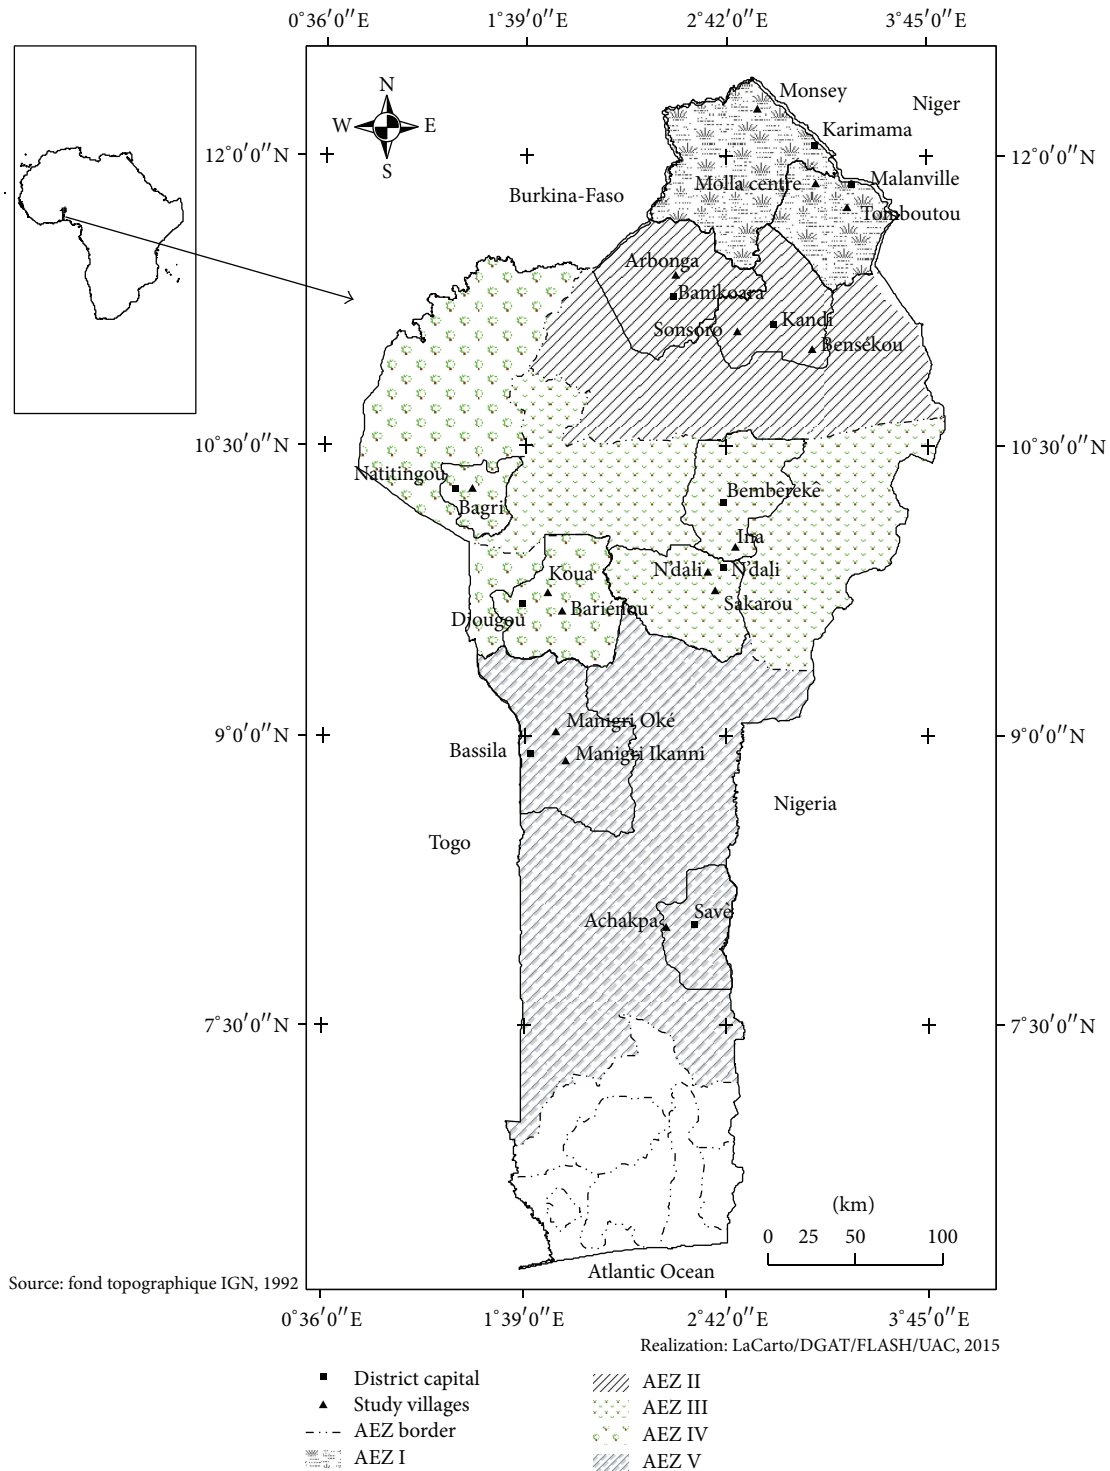 0°36′0″E 1°39′0″E 2°42′0″E 3°45′0″E
N
W E
S
Monsey
Niger
Karimama
12°0′0″N 12°0′0″N
Molla centre
Malanville
Burkina-Faso
Tomboutou
Arbonga
Banikoara
Sonsoro
Kandi
Bensékou
10°30′0″N 10°30′0″N
Natitingou
Bagri
Bembèrèkè
Ina
Koua
N'dali
N'dali
Djougou
Bariénou
Sakarou
Manigri Oké
9°0′0″N 9°0′0″N
Bassila
Manigri Ikanni
Nigeria
Togo
Savè
Achakpa
7°30′0″N 7°30′0″N
(km)
0 25 50 100
Atlantic Ocean
Source: fond topographique IGN, 1992
0°36′0″E 1°39′0″E 2°42′0″E 3°45′0″E
Realization: LaCarto/DGAT/FLASH/UAC, 2015
District capital
Study villages
AEZ border
AEZ I
AEZ II
AEZ III
AEZ IV
AEZ V